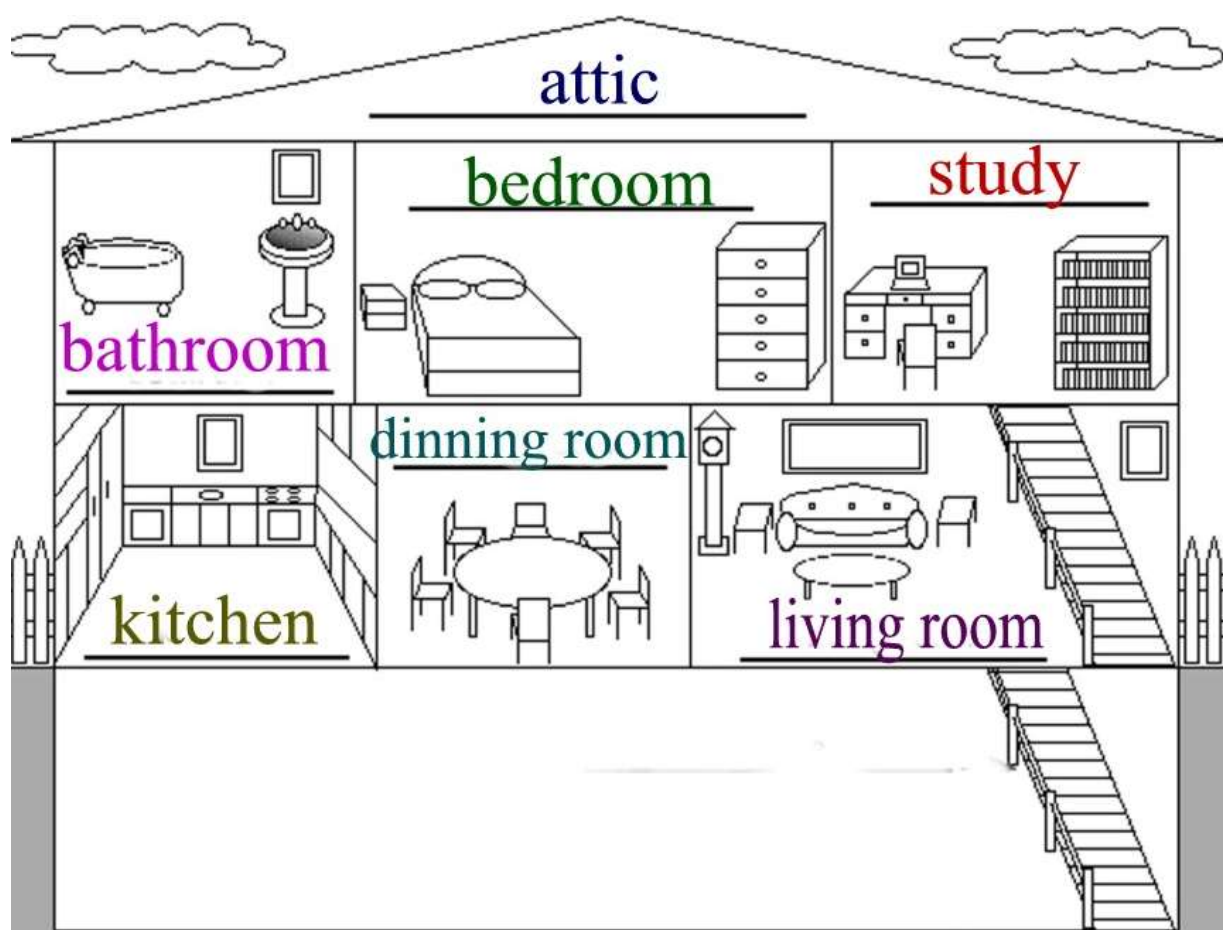 attic
bedroom
study
bathroom
dinning room
kitchen
living room